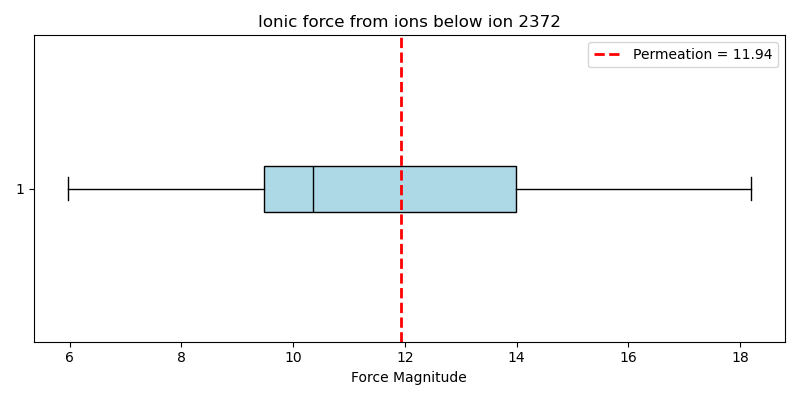 Ionic force from ions below ion 2372
Permeation = 11.94
1
6 8 10 12 14 16 18
Force Magnitude